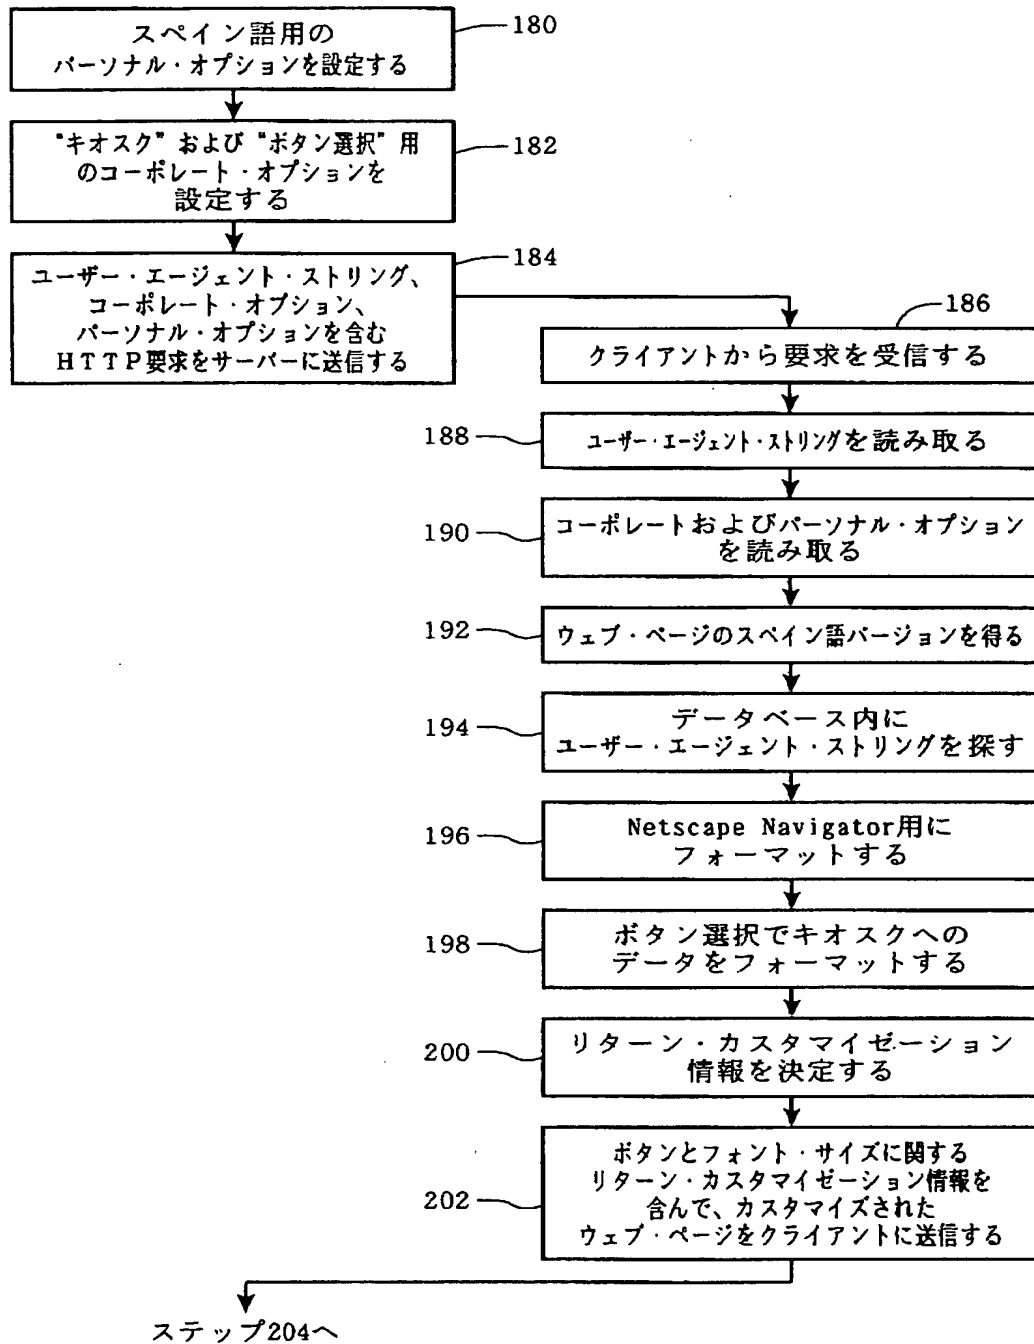 スペイン語用の
パーソナル・オプションを設定する
180
"キオスク"および"ボタン選択"用
のコーポレート・オプションを
設定する
182
ユーザー・エージェント・ストリング、
コーポレート・オプション、
パーソナル・オプションを含む
HTTP要求をサーバーに送信する
184
186
クライアントから要求を受信する
188
ユーザー・エージェント・ストリングを読み取る
190
コーポレートおよびパーソナル・オプション
を読み取る
192
ウェブ・ページのスペイン語バージョンを得る
194
データベース内に
ユーザー・エージェント・ストリングを探す
196
Netscape Navigator用に
フォーマットする
198
ボタン選択でキオスクへの
データをフォーマットする
200
リターン・カスタマイゼーション
情報を決定する
202
ボタンとフォント・サイズに関する
リターン・カスタマイゼーション情報を
含んで、カスタマイズされた
ウェブ・ページをクライアントに送信する
ステップ204へ